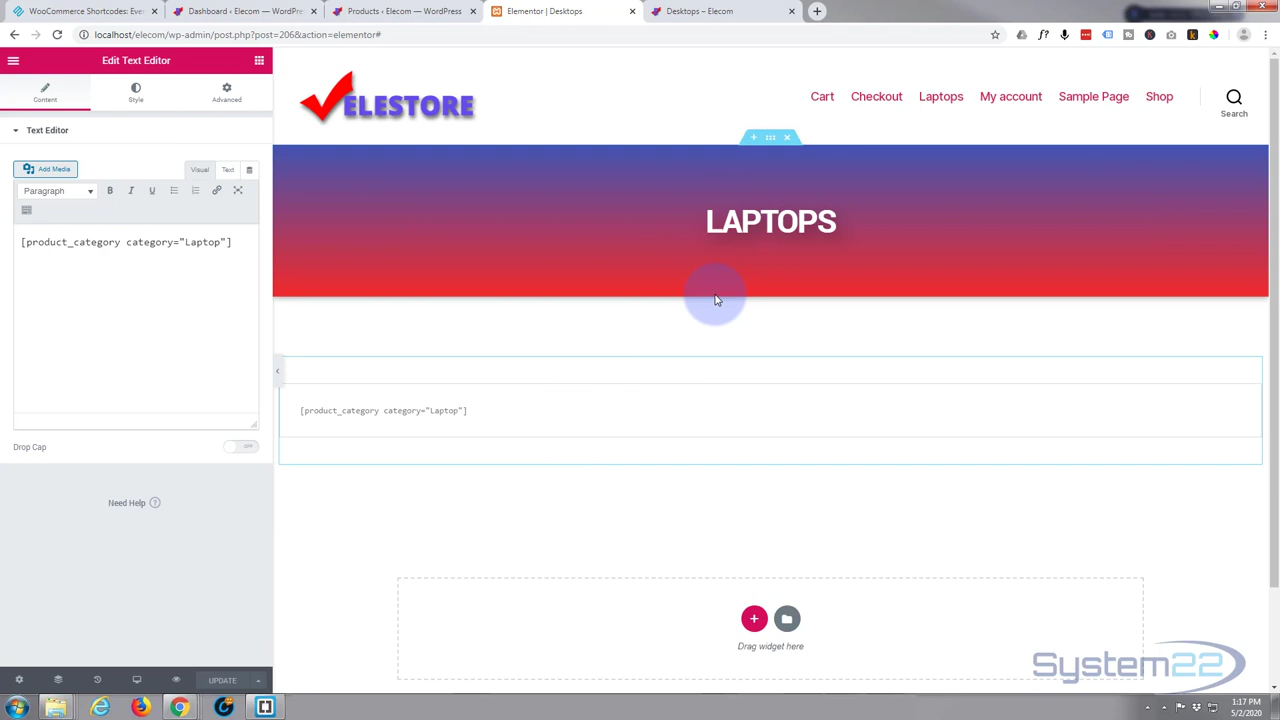 WooCommerce Shortcodes: Eve
Dashboard ‹ Elecom — WordPre
Products ‹ Elecom — WordPress
Elementor | Desktops
Desktops – Elecom
localhost/elecom/wp-admin/post.php?post=206&action=elementor#
Edit Text Editor
Content
Style
Advanced
Text Editor
Add Media
Visual
Text
Paragraph
B
I
U
[product_category category="Laptop"]
Drop Cap
OFF
Need Help ?
UPDATE
ELESTORE
Cart
Checkout
Laptops
My account
Sample Page
Shop
Search
LAPTOPS
[product_category category="Laptop"]
Drag widget here
System22
1:17 PM
5/2/2020